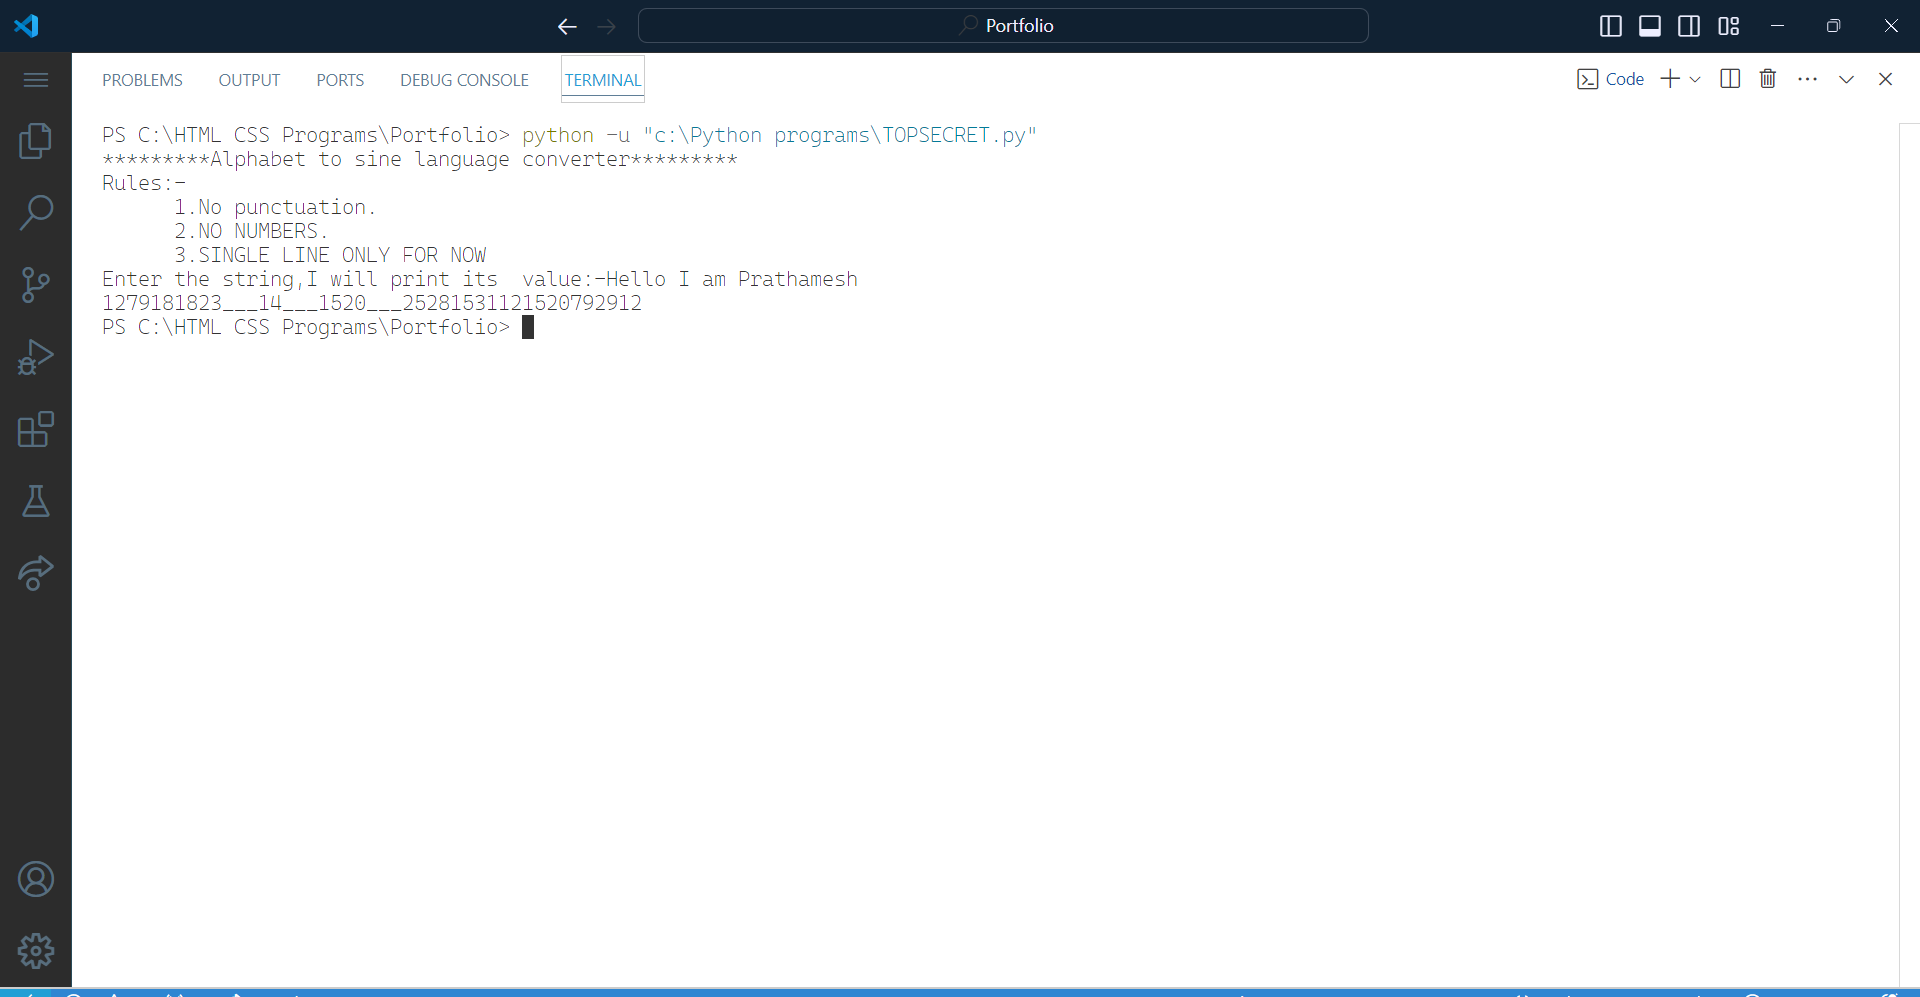 Portfolio
PROBLEMS OUTPUT PORTS DEBUG CONSOLE TERMINAL Code
PS C:\HTML CSS Programs\Portfolio> python -u "c:\Python programs\TOPSECRET.py"
*********Alphabet to sine language converter*********
Rules:-
1.No punctuation.
2.NO NUMBERS.
3.SINGLE LINE ONLY FOR NOW
Enter the string,I will print its  value:-Hello I am Prathamesh
1279181823___14___1520___25281531121520792912
PS C:\HTML CSS Programs\Portfolio>